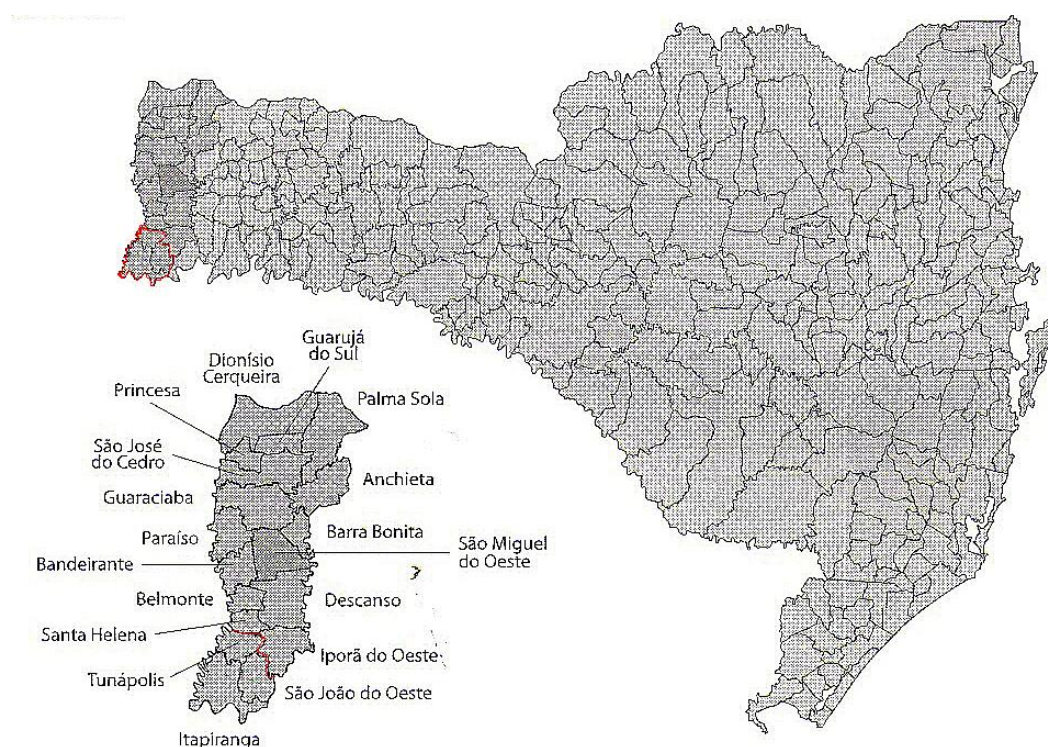 Guarujá
do Sul
Dionísio
Cerqueira
Princesa
Palma Sola
São José
do Cedro
Anchieta
Guaraciaba
Barra Bonita
Paraíso
São Miguel
do Oeste
Bandeirante
Belmonte
Descanso
Santa Helena
Iporã do Oeste
Tunápolis
São João do Oeste
Itapiranga